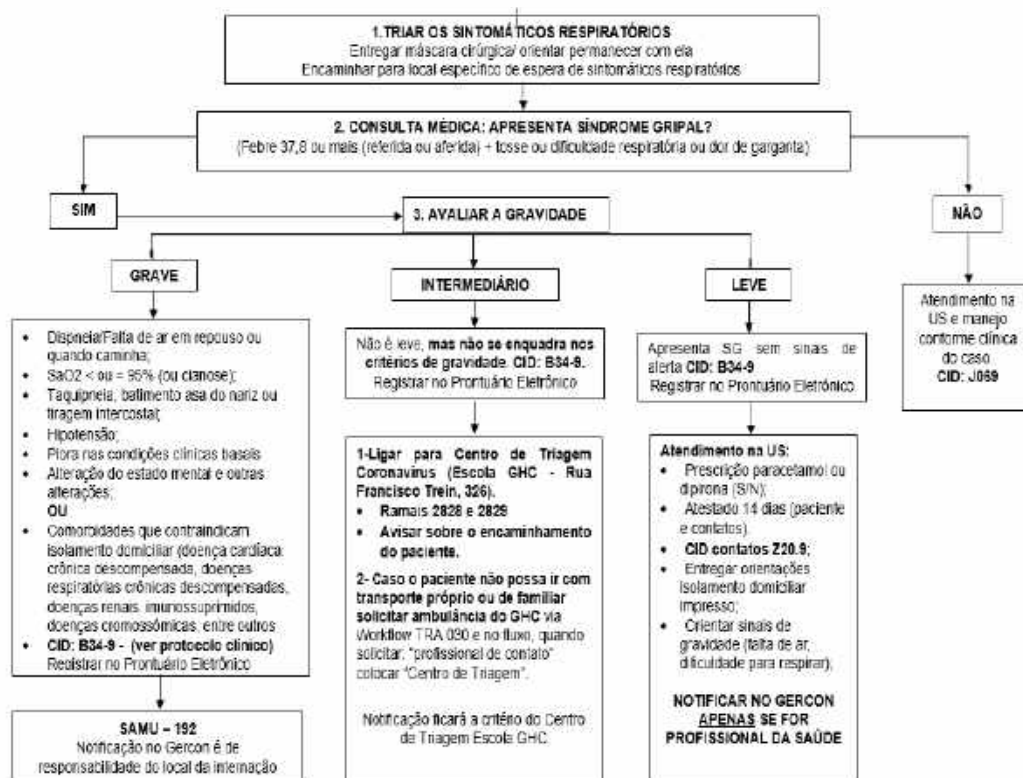 1.TRIAR OS SINTOMÁTICOS RESPIRATÓRIOS
Entregar máscara cirúrgica/ orientar permanecer com ela
Encaminhar para local específico de espera de sintomáticos respiratórios
2. CONSULTA MÉDICA: APRESENTA SÍNDROME GRIPAL?
(Febre 37,8 ou mais (referida ou aferida) + tosse ou dificuldade respiratória ou dor de garganta)
SIM
3. AVALIAR A GRAVIDADE
NÃO
GRAVE
• Dispneia/Falta de ar em repouso ou
quando caminha;
• SaO2 < ou = 95% (ou cianose);
• Taquipneia, batimento asa do nariz ou
tiragem intercostal;
• Hipotensão;
• Piora nas condições clínicas basais
• Alteração do estado mental e outras
alterações;
OU
• Comorbidades que contraindicam
isolamento domiciliar (doença cardíaca
crônica descompensada, doenças
respiratórias crônicas descompensadas,
doenças renais, imunossuprimidos,
doenças cromossômicas, entre outros
• CID: B34-9 - (ver protocolo clínico)
Registrar no Prontuário Eletrônico
SAMU – 192
Notificação no Gercon é de
responsabilidade do local da internação
INTERMEDIÁRIO
Não é leve, mas não se enquadra nos
critérios de gravidade. CID: B34-9.
Registrar no Prontuário Eletrônico
1-Ligar para Centro de Triagem
Coronavírus (Escola GHC - Rua
Francisco Trein, 326).
• Ramais 2828 e 2829
• Avisar sobre o encaminhamento
do paciente.
2- Caso o paciente não possa ir com
transporte próprio ou de familiar
solicitar ambulância do GHC via
Workflow TRA 030 e no fluxo, quando
solicitar, “profissional de contato”
colocar “Centro de Triagem”.
Notificação ficará a critério do Centro
de Triagem Escola GHC
LEVE
Apresenta SG sem sinais de
alerta CID: B34-9
Registrar no Prontuário Eletrônico
Atendimento na US:
• Prescrição paracetamol ou
dipirona (S/N);
• Atestado 14 dias (paciente
e contatos).
• CID contatos Z20.9;
• Entregar orientações
isolamento domiciliar
impresso;
• Orientar sinais de
gravidade (falta de ar,
dificuldade para respirar);
NOTIFICAR NO GERCON
APENAS SE FOR
PROFISSIONAL DA SAÚDE
Atendimento na
US e manejo
conforme clínica
do caso
CID: J069